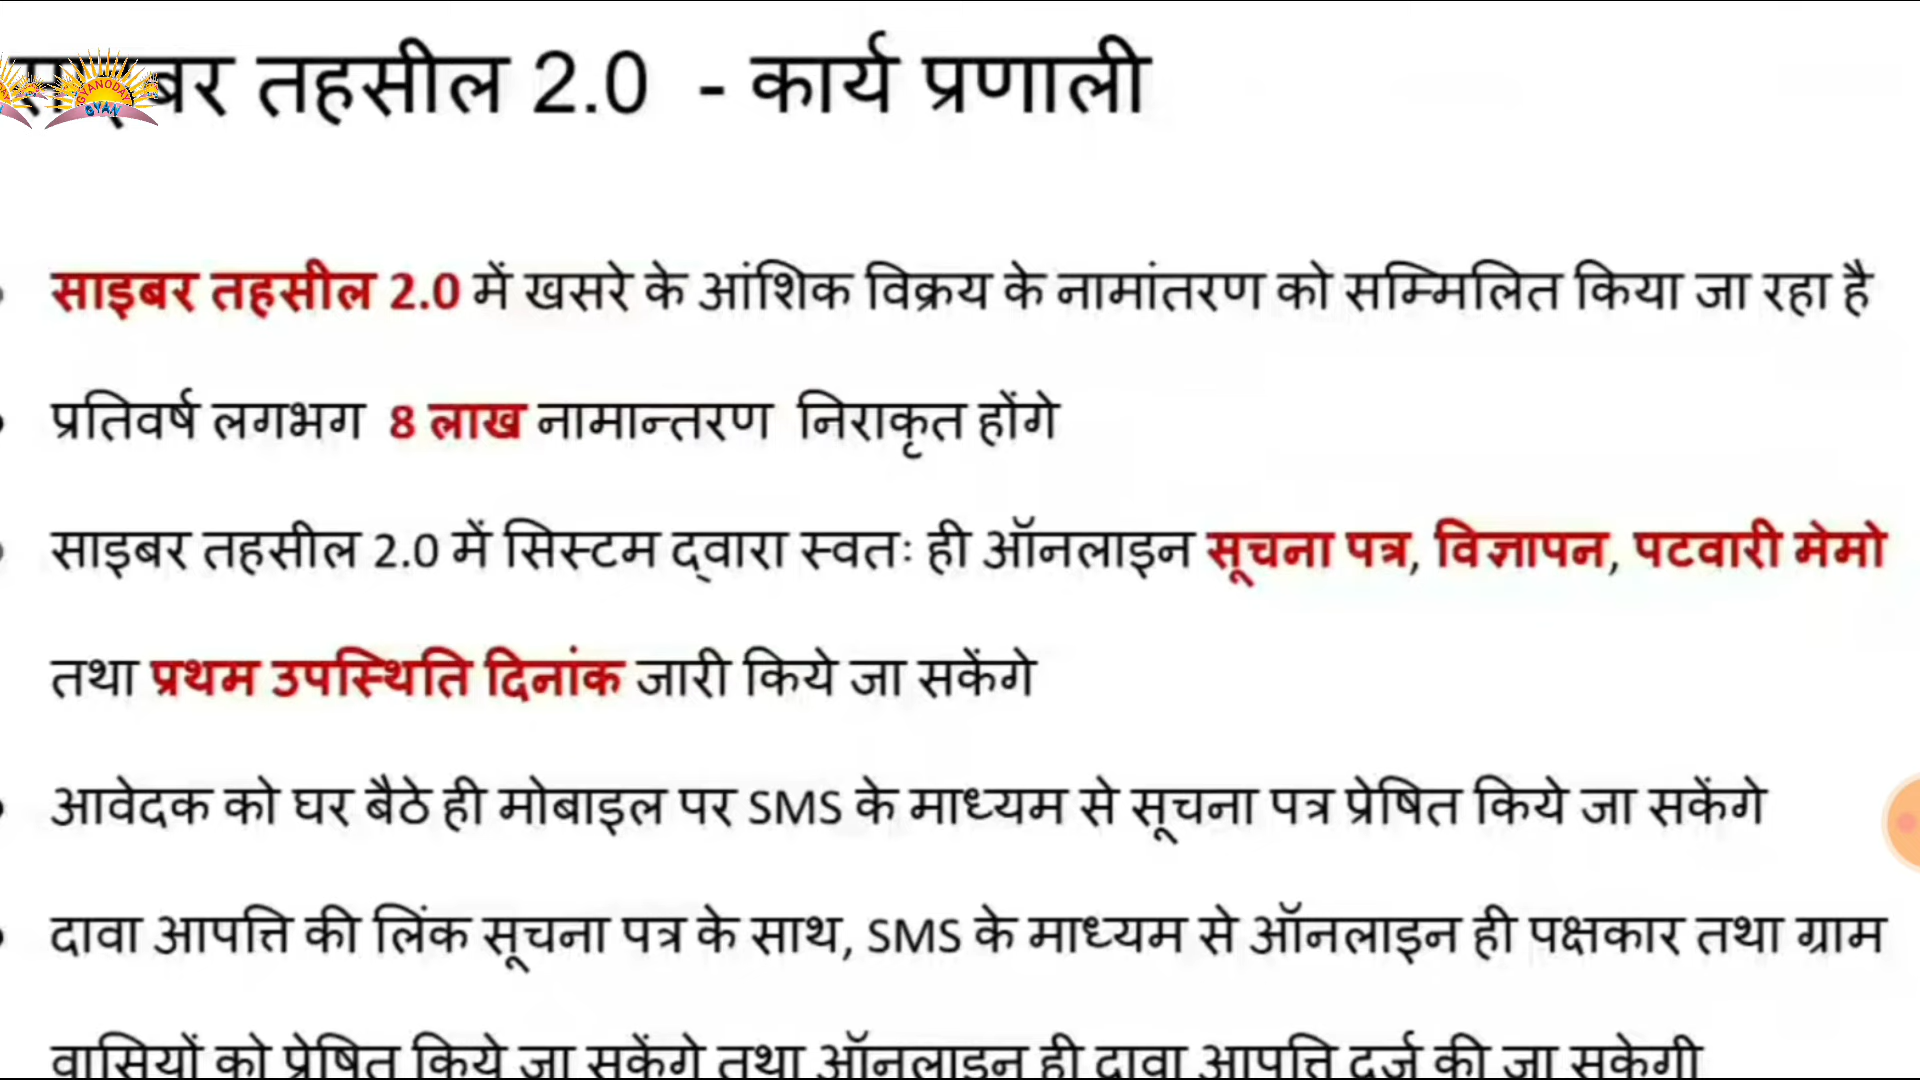 साइबर तहसील 2.0 - कार्य प्रणाली
GYANODAY
GYAN
साइबर तहसील 2.0 में खसरे के आंशिक विक्रय के नामांतरण को सम्मिलित किया जा रहा है
प्रतिवर्ष लगभग 8 लाख नामान्तरण निराकृत होंगे
साइबर तहसील 2.0 में सिस्टम द्वारा स्वतः ही ऑनलाइन सूचना पत्र, विज्ञापन, पटवारी मेमो
तथा प्रथम उपस्थिति दिनांक जारी किये जा सकेंगे
आवेदक को घर बैठे ही मोबाइल पर SMS के माध्यम से सूचना पत्र प्रेषित किये जा सकेंगे
दावा आपत्ति की लिंक सूचना पत्र के साथ, SMS के माध्यम से ऑनलाइन ही पक्षकार तथा ग्राम
वासियों को प्रेषित किये जा सकेंगे तथा ऑनलाइन ही दावा आपत्ति दर्ज की जा सकेगी